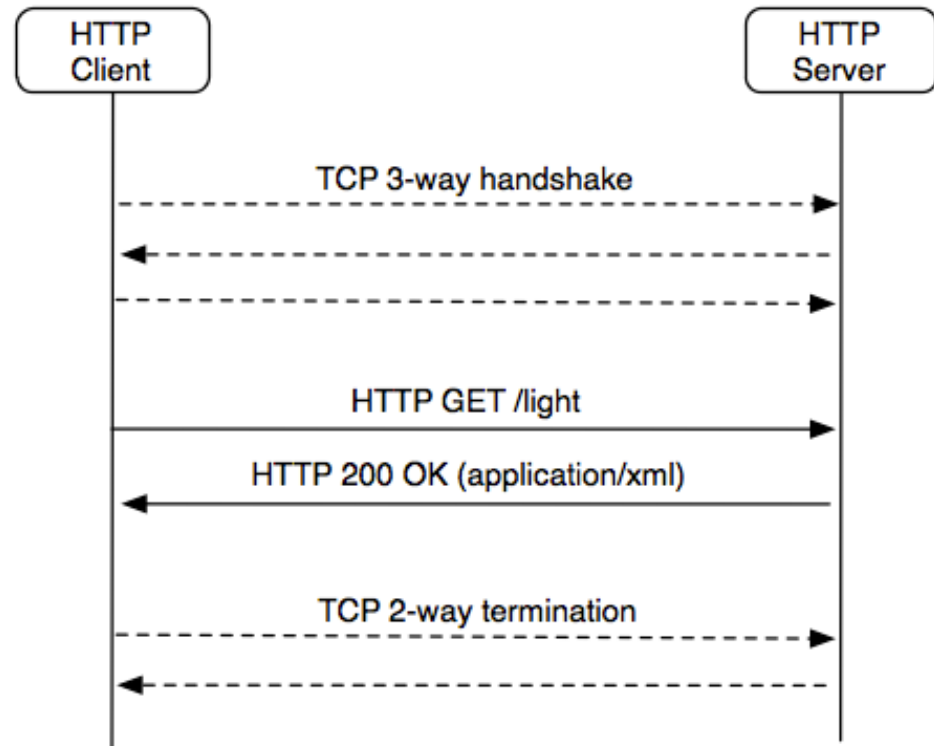 HTTP
Client
HTTP
Server
TCP 3-way handshake
HTTP GET /light
HTTP 200 OK (application/xml)
TCP 2-way termination